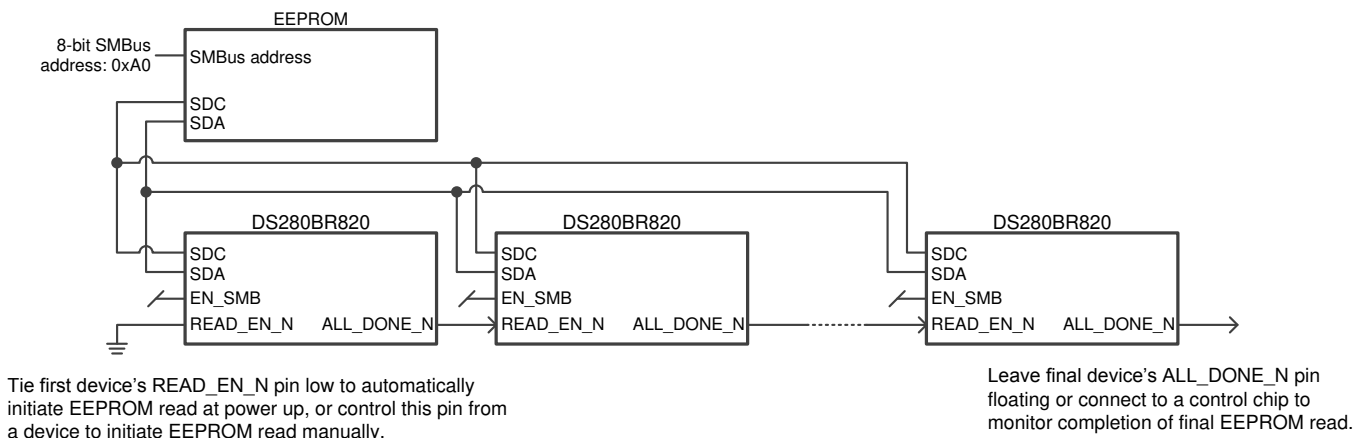 EEPROM
8-bit SMBus
address: 0xA0
SMBus address
SDC
SDA
DS280BR820
SDC
SDA
EN_SMB
READ_EN_N ALL_DONE_N
DS280BR820
SDC
SDA
EN_SMB
READ_EN_N ALL_DONE_N
DS280BR820
SDC
SDA
EN_SMB
READ_EN_N ALL_DONE_N
Tie first device's READ_EN_N pin low to automatically
initiate EEPROM read at power up, or control this pin from
a device to initiate EEPROM read manually.
Leave final device's ALL_DONE_N pin
floating or connect to a control chip to
monitor completion of final EEPROM read.